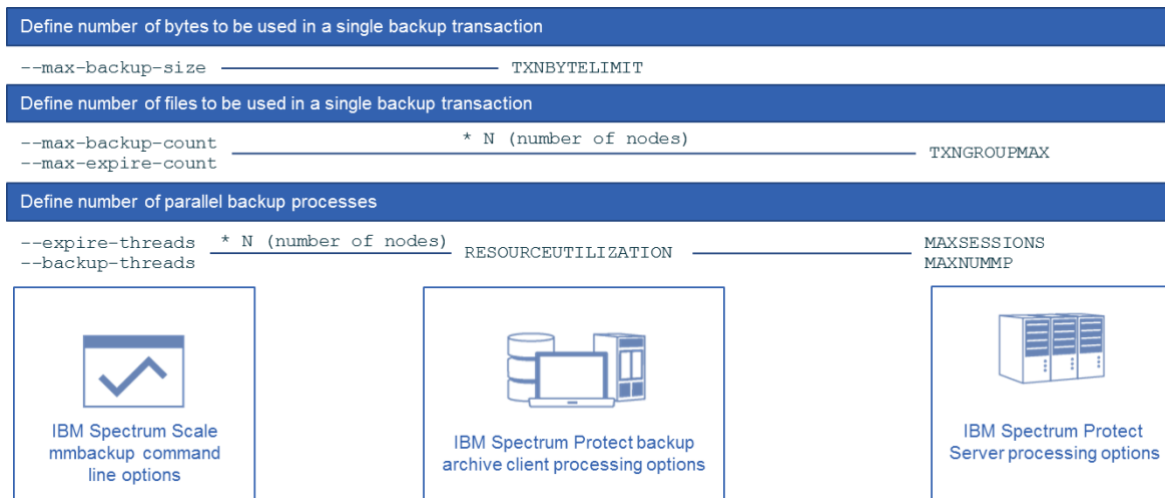 Define number of bytes to be used in a single backup transaction
--max-backup-size TXNBYTELIMIT
Define number of files to be used in a single backup transaction
* N (number of nodes)
--max-backup-count
--max-expire-count
TXNGROUPMAX
Define number of parallel backup processes
--expire-threads * N (number of nodes)
--backup-threads
RESOURCEUTILIZATION
MAXSESSIONS
MAXNUMMP
IBM Spectrum Scale
mmbackup command
line options
IBM Spectrum Protect backup
archive client processing options
IBM Spectrum Protect
Server processing options